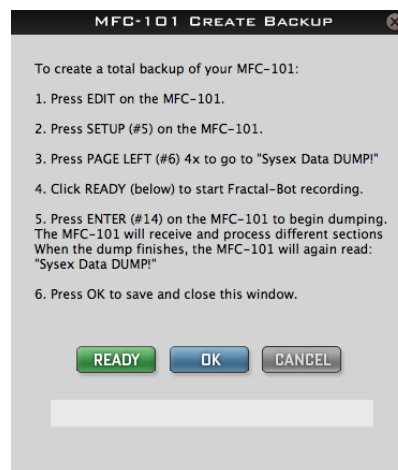 MFC-101 CREATE BACKUP
To create a total backup of your MFC-101:
1. Press EDIT on the MFC-101.
2. Press SETUP (#5) on the MFC-101.
3. Press PAGE LEFT (#6) 4x to go to "Sysex Data DUMP!"
4. Click READY (below) to start Fractal-Bot recording.
5. Press ENTER (#14) on the MFC-101 to begin dumping.
The MFC-101 will receive and process different sections
When the dump finishes, the MFC-101 will again read:
"Sysex Data DUMP!"
6. Press OK to save and close this window.
READY OK CANCEL